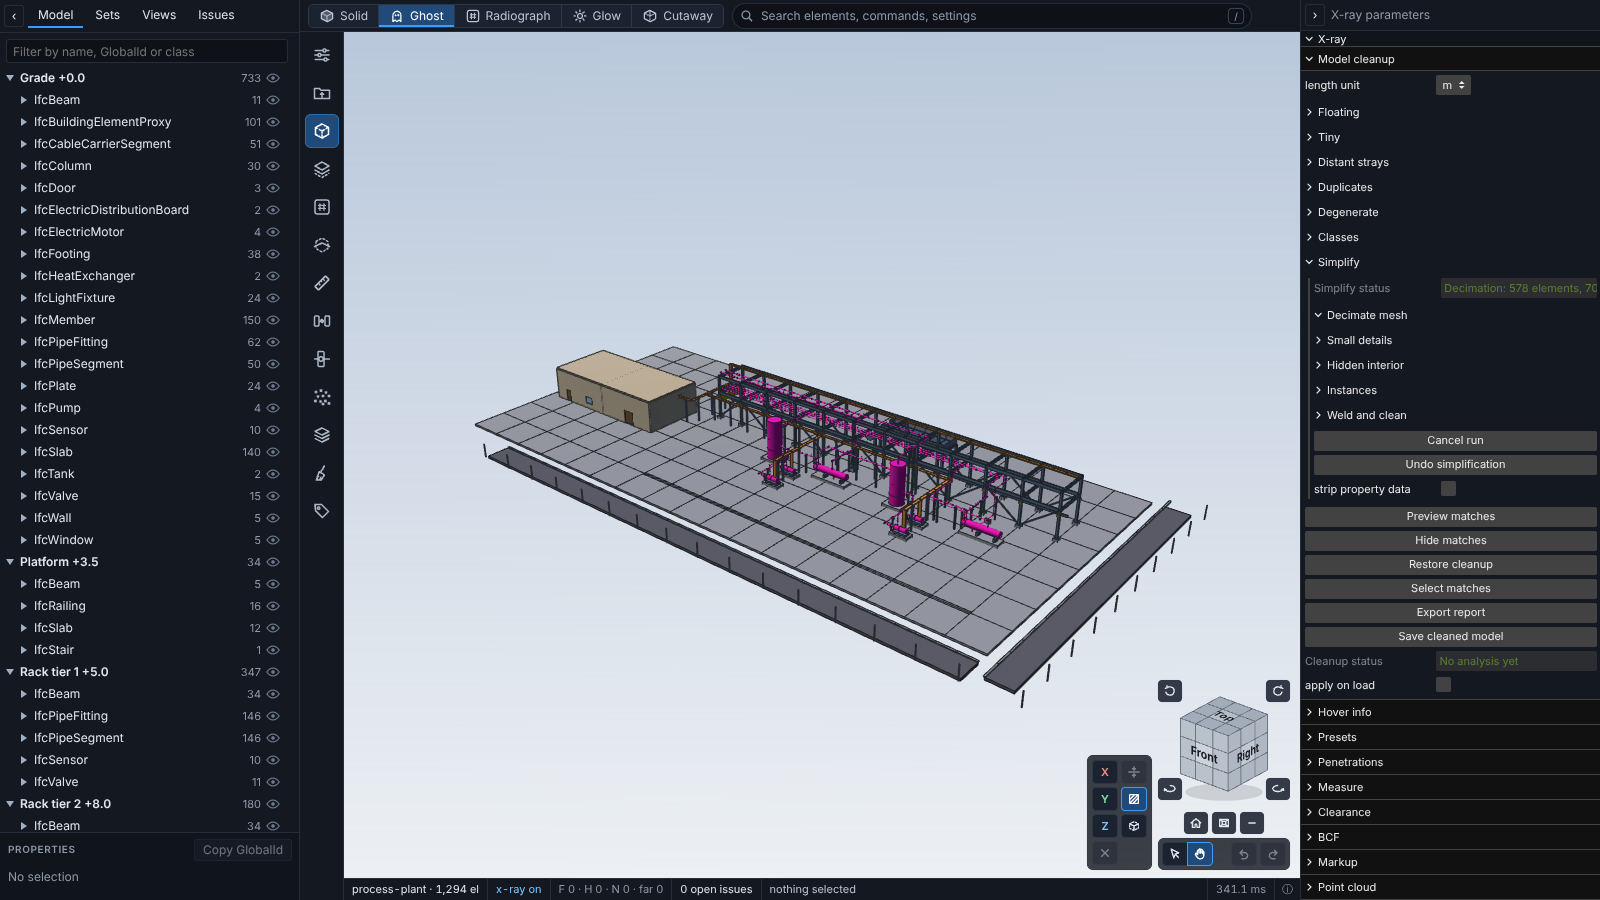 Model Sets Views Issues
Solid Ghost Radiograph Glow Cutaway
Search elements, commands, settings /
X-ray parameters
Filter by name, GlobalId or class
Grade +0.0 733
IfcBeam 11
IfcBuildingElementProxy 101
IfcCableCarrierSegment 51
IfcColumn 30
IfcDoor 3
IfcElectricDistributionBoard 2
IfcElectricMotor 4
IfcFooting 38
IfcHeatExchanger 2
IfcLightFixture 24
IfcMember 150
IfcPipeFitting 62
IfcPipeSegment 50
IfcPlate 24
IfcPump 4
IfcSensor 10
IfcSlab 140
IfcTank 2
IfcValve 15
IfcWall 5
IfcWindow 5
Platform +3.5 34
IfcBeam 5
IfcRailing 16
IfcSlab 12
IfcStair 1
Rack tier 1 +5.0 347
IfcBeam 34
IfcPipeFitting 146
IfcPipeSegment 146
IfcSensor 10
IfcValve 11
Rack tier 2 +8.0 180
IfcBeam 34
PROPERTIES Copy GlobalId
No selection
Top
Front
Right
X
Y
Z
process-plant · 1,294 el x-ray on F 0 · H 0 · N 0 · far 0 0 open issues nothing selected 341.1 ms
X-ray
Model cleanup
length unit m
Floating
Tiny
Distant strays
Duplicates
Degenerate
Classes
Simplify
Simplify status Decimation: 578 elements, 70
Decimate mesh
Small details
Hidden interior
Instances
Weld and clean
Cancel run
Undo simplification
strip property data
Preview matches
Hide matches
Restore cleanup
Select matches
Export report
Save cleaned model
Cleanup status No analysis yet
apply on load
Hover info
Presets
Penetrations
Measure
Clearance
BCF
Markup
Point cloud